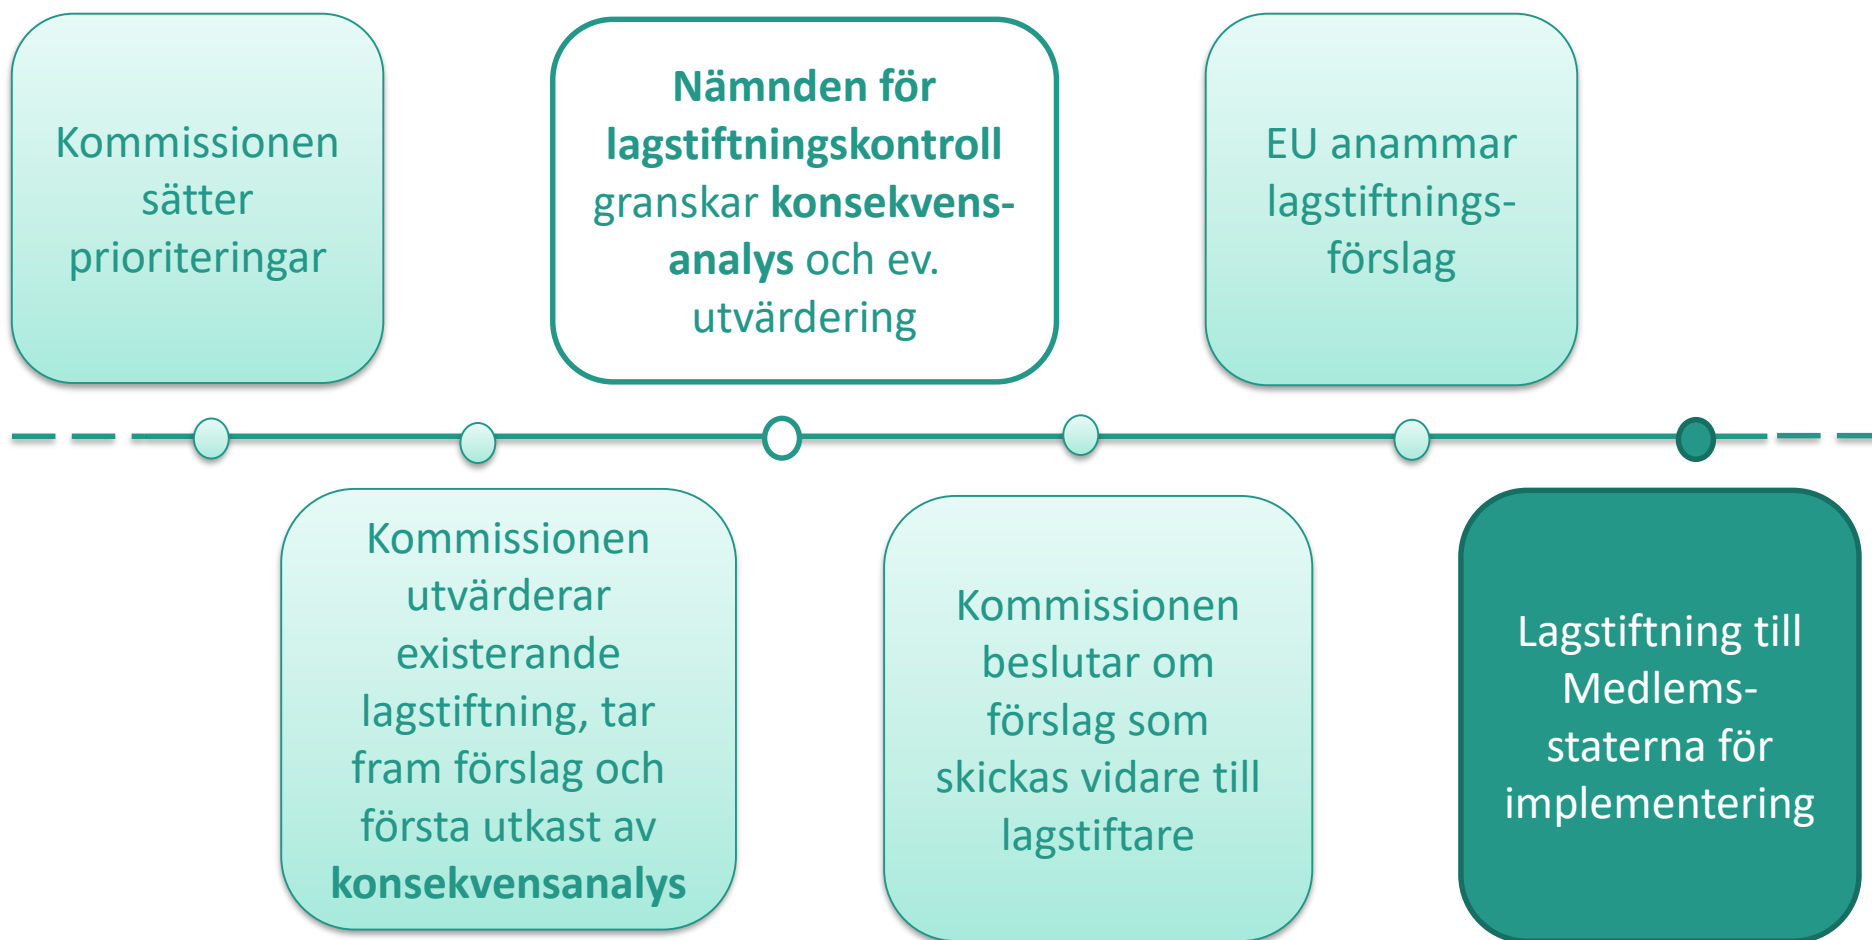 Kommissionen
sätter
prioriteringar
Kommissionen
utvärderar
existerande
lagstiftning, tar
fram förslag och
första utkast av
konsekvensanalys
Nämnden för
lagstiftningskontroll
granskar konsekvens-
analys och ev.
utvärdering
Kommissionen
beslutar om
förslag som
skickas vidare till
lagstiftare
EU anammar
lagstiftnings-
förslag
Lagstiftning till
Medlems-
staterna för
implementering